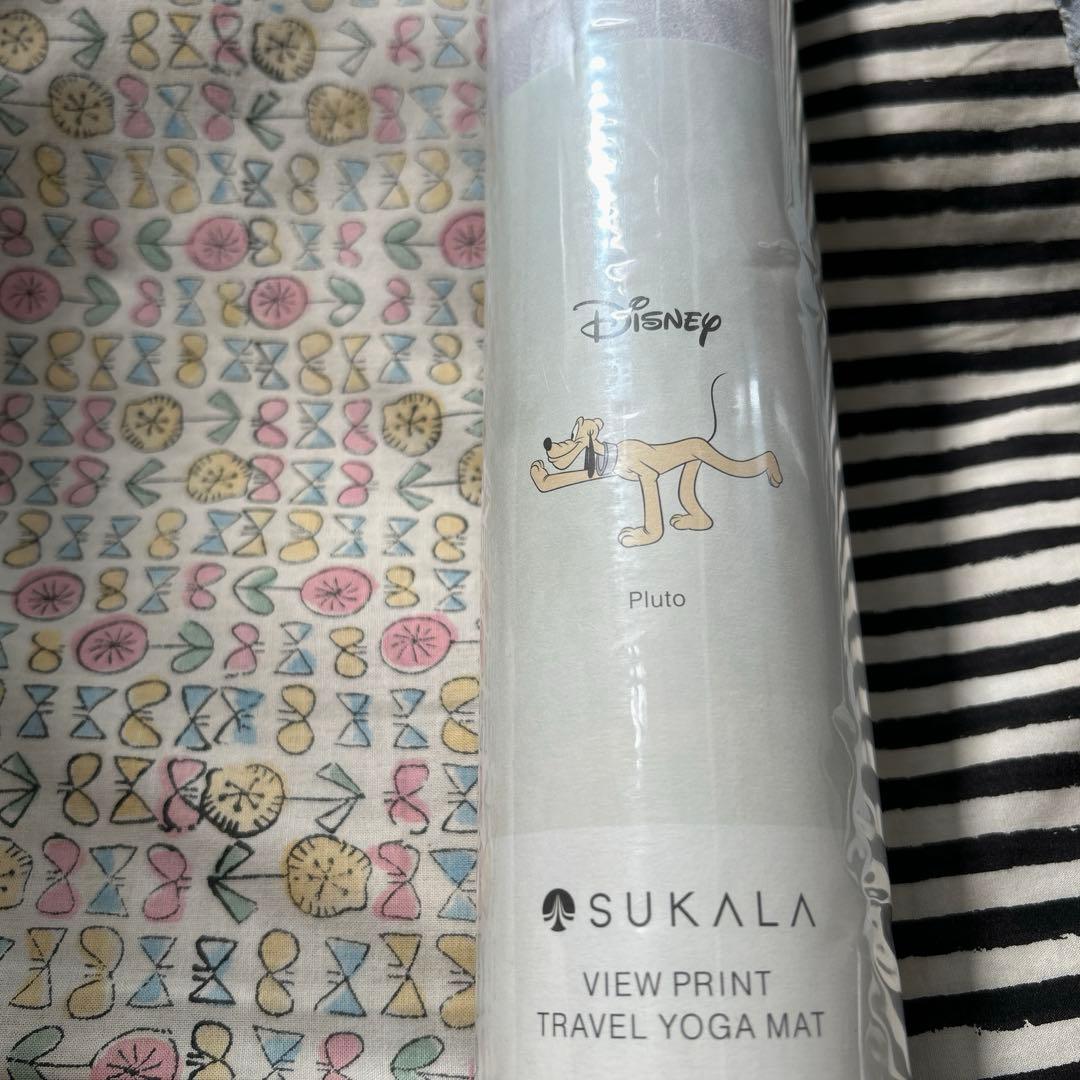 Disney
Pluto
SUKALA
VIEW PRINT
TRAVEL YOGA MAT